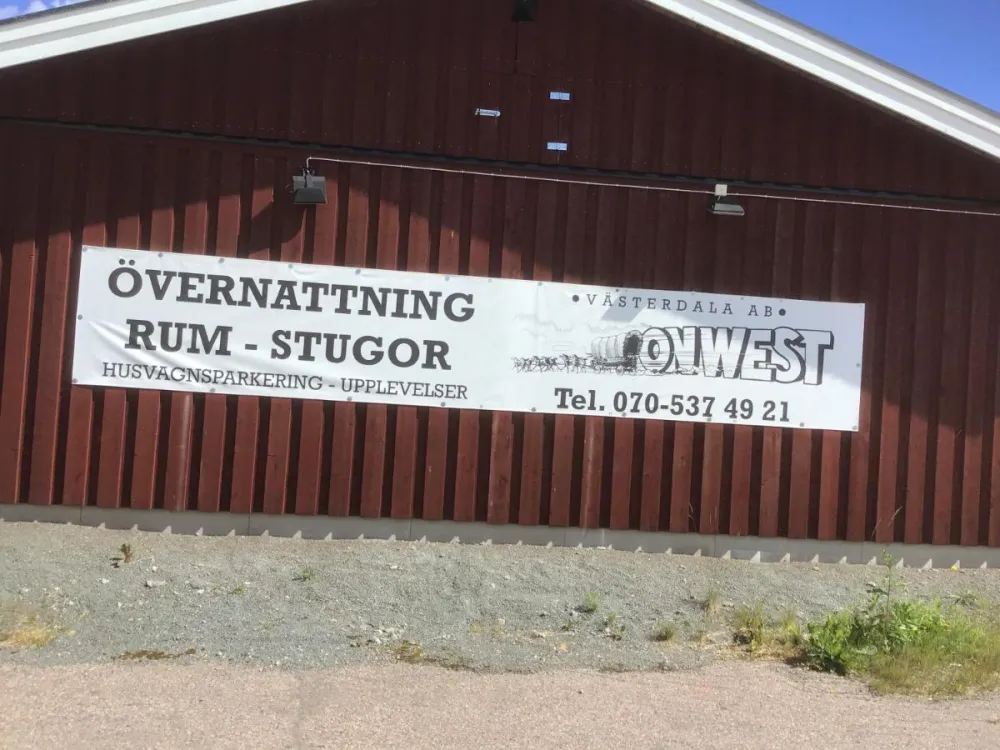 ÖVERNATTNING
RUM - STUGOR
HUSVAGNSPARKERING - UPPLEVELSER
•VÄSTERDALA AB•
ONWEST
Tel. 070-537 49 21